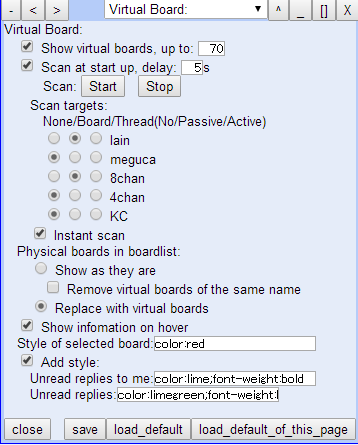 - < > Virtual Board: ^ _ [] X
Virtual Board:
Show virtual boards, up to: 70
Scan at start up, delay: 5s
Scan: Start Stop
Scan targets:
None/Board/Thread(No/Passive/Active)
lain
meguca
8chan
4chan
KC
Instant scan
Physical boards in boardlist:
Show as they are
Remove virtual boards of the same name
Replace with virtual boards
Show infomation on hover
Style of selected board:color:red
Add style:
Unread replies to me:color:lime;font-weight:bold
Unread replies:color:limegreen;font-weight:
close save load_default load_default_of_this_page